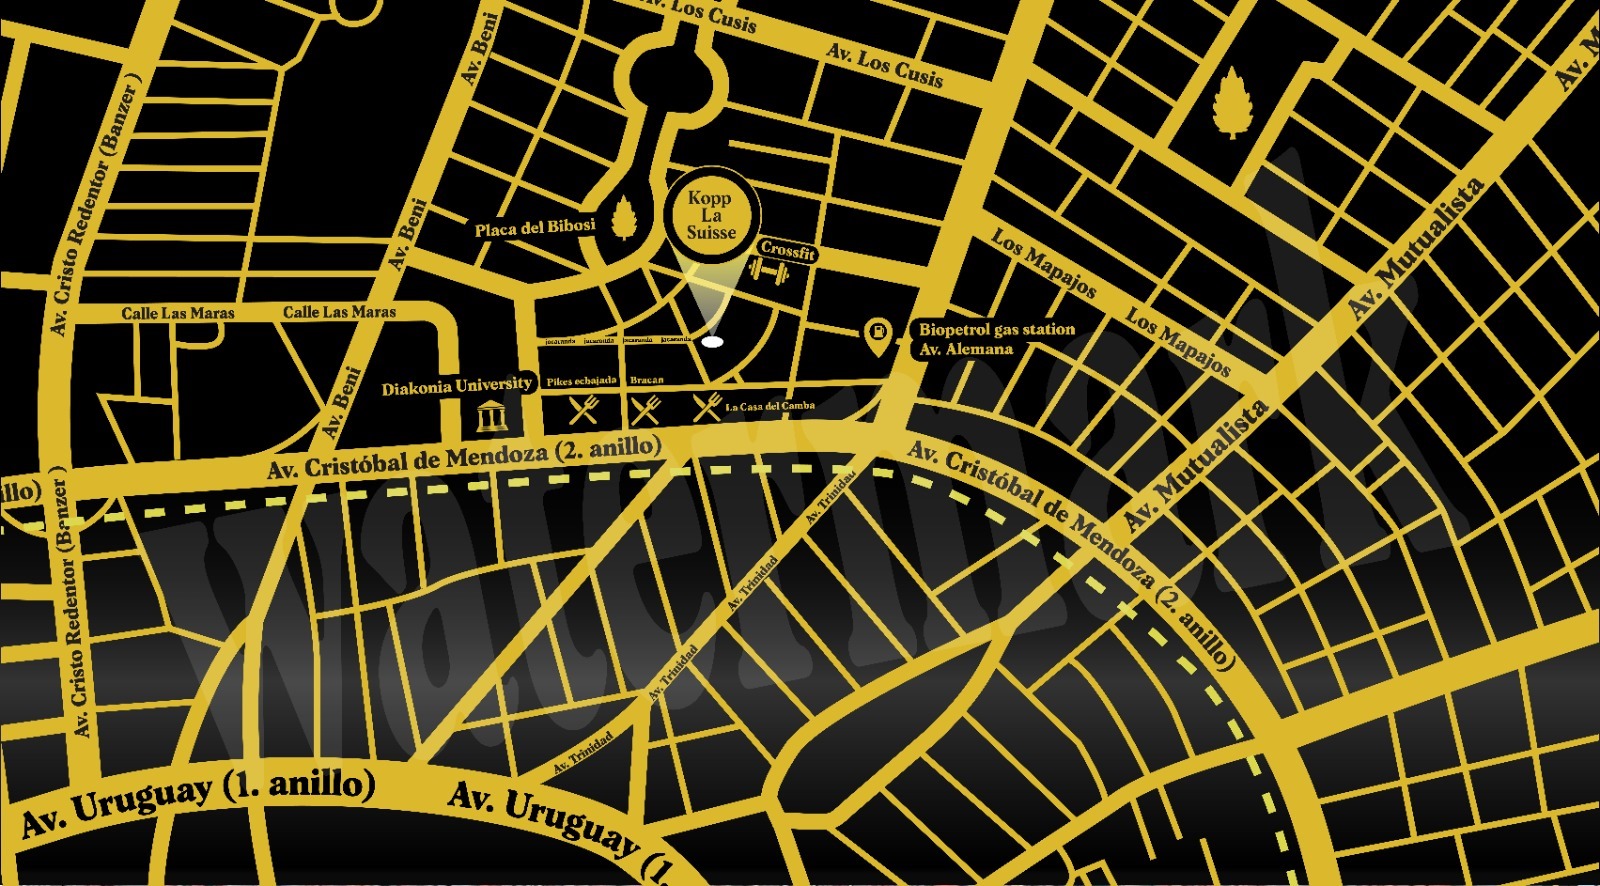 Av. Los Cusis
Av. Los Cusis
Av. Beni
Av. M
Av. Cristo Redentor (Banzer )
Kopp
La
Suisse
Placa del Bibosi
Crossfit
Av. Beni
Los Mapajos
Av. Mutualista
Calle Las Maras
Calle Las Maras
Biopetrol gas station
Av. Alemana
Los Mapajos
jacaranda
jacaranda
jacaranda
jacaranda
Diakonia University
Pikes echajada
Bracan
La Casa del Camba
Av. Beni
Av. Mutualista
Av. Cristóbal de Mendoza (2. anillo)
Av. Cristóbal de Mendoza (2. anillo)
illo)
Av. Cristo Redentor (Banzer )
Av. Trinidad
Av. Trinidad
Av. Trinidad
Av. Trinidad
Watermark
Av. Uruguay (1. anillo)
Av. Uruguay (1.